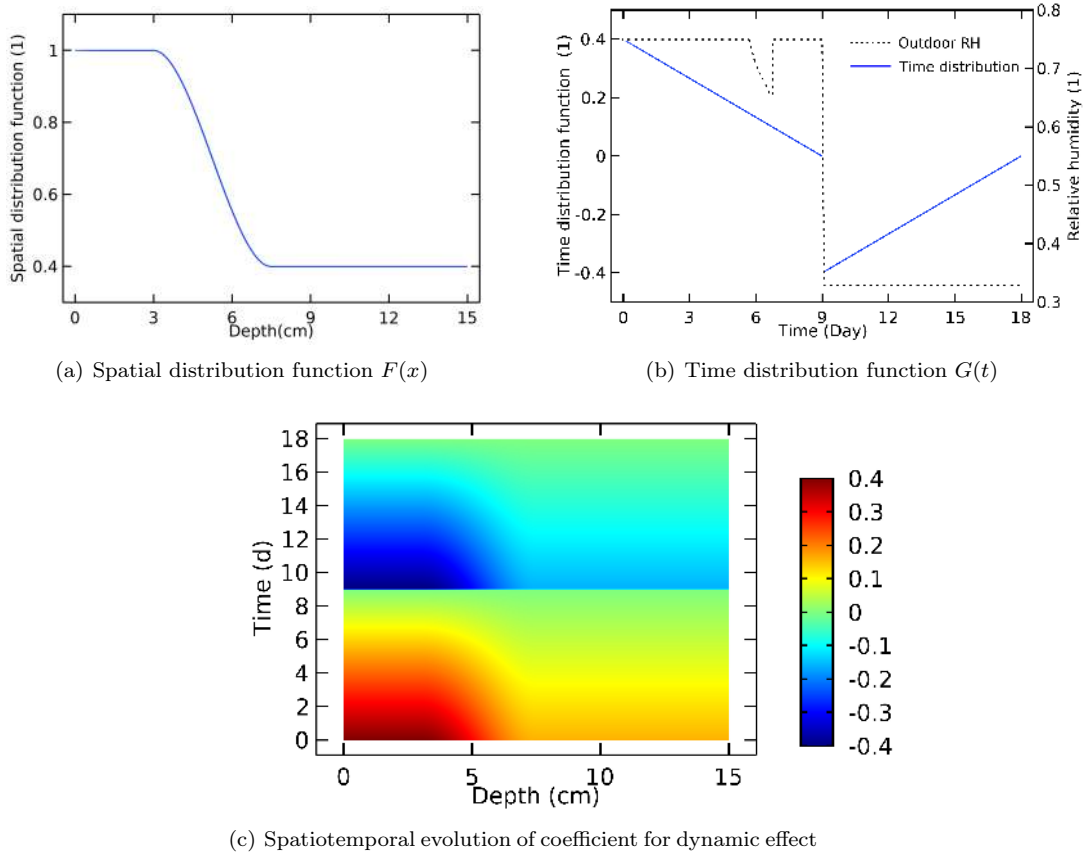 Spatial distribution function (1)
1
0.8
0.6
0.4
0 3 6 9 12 15
Depth(cm)
(a) Spatial distribution function F(x)
Time distribution function (1)
0.4
0.2
0
-0.2
-0.4
Outdoor RH
Time distribution
0.8
0.7
0.6
0.5
0.4
0.3
Relative humidity (1)
0 3 6 9 12 15 18
Time (Day)
(b) Time distribution function G(t)
Time (d)
18
16
14
12
10
8
6
4
2
0
0 5 10 15
Depth (cm)
0.4
0.3
0.2
0.1
0
-0.1
-0.2
-0.3
-0.4
(c) Spatiotemporal evolution of coefficient for dynamic effect